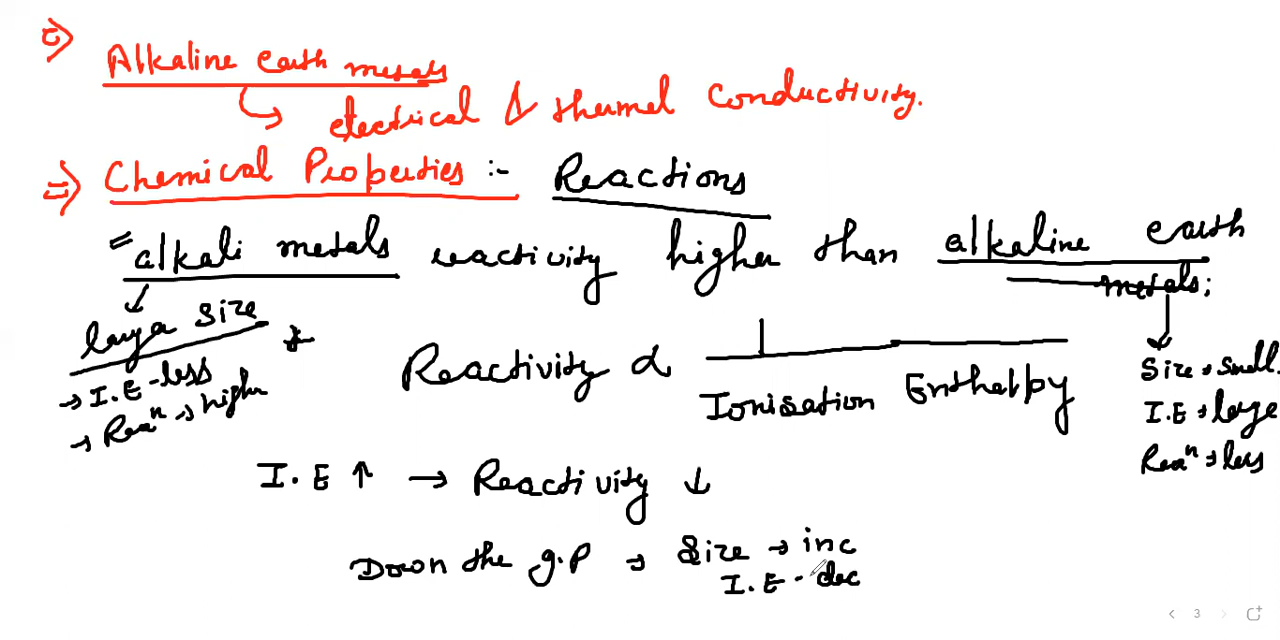 ⇒ Alkaline earth metals
↳ electrical & thermal conductivity.
⇒ Chemical Properties :- Reactions
alkali metals reactivity higher than alkaline earth
metals;
large size
→ I.E - less
→ Reaⁿ → higher
* Reactivity ∝ 1
Ionisation Enthalpy
Size → small.
I.E → large
Reaⁿ → less
I.E ↑ → Reactivity ↓
Down the g.P → Size → inc
I.E - dec
3